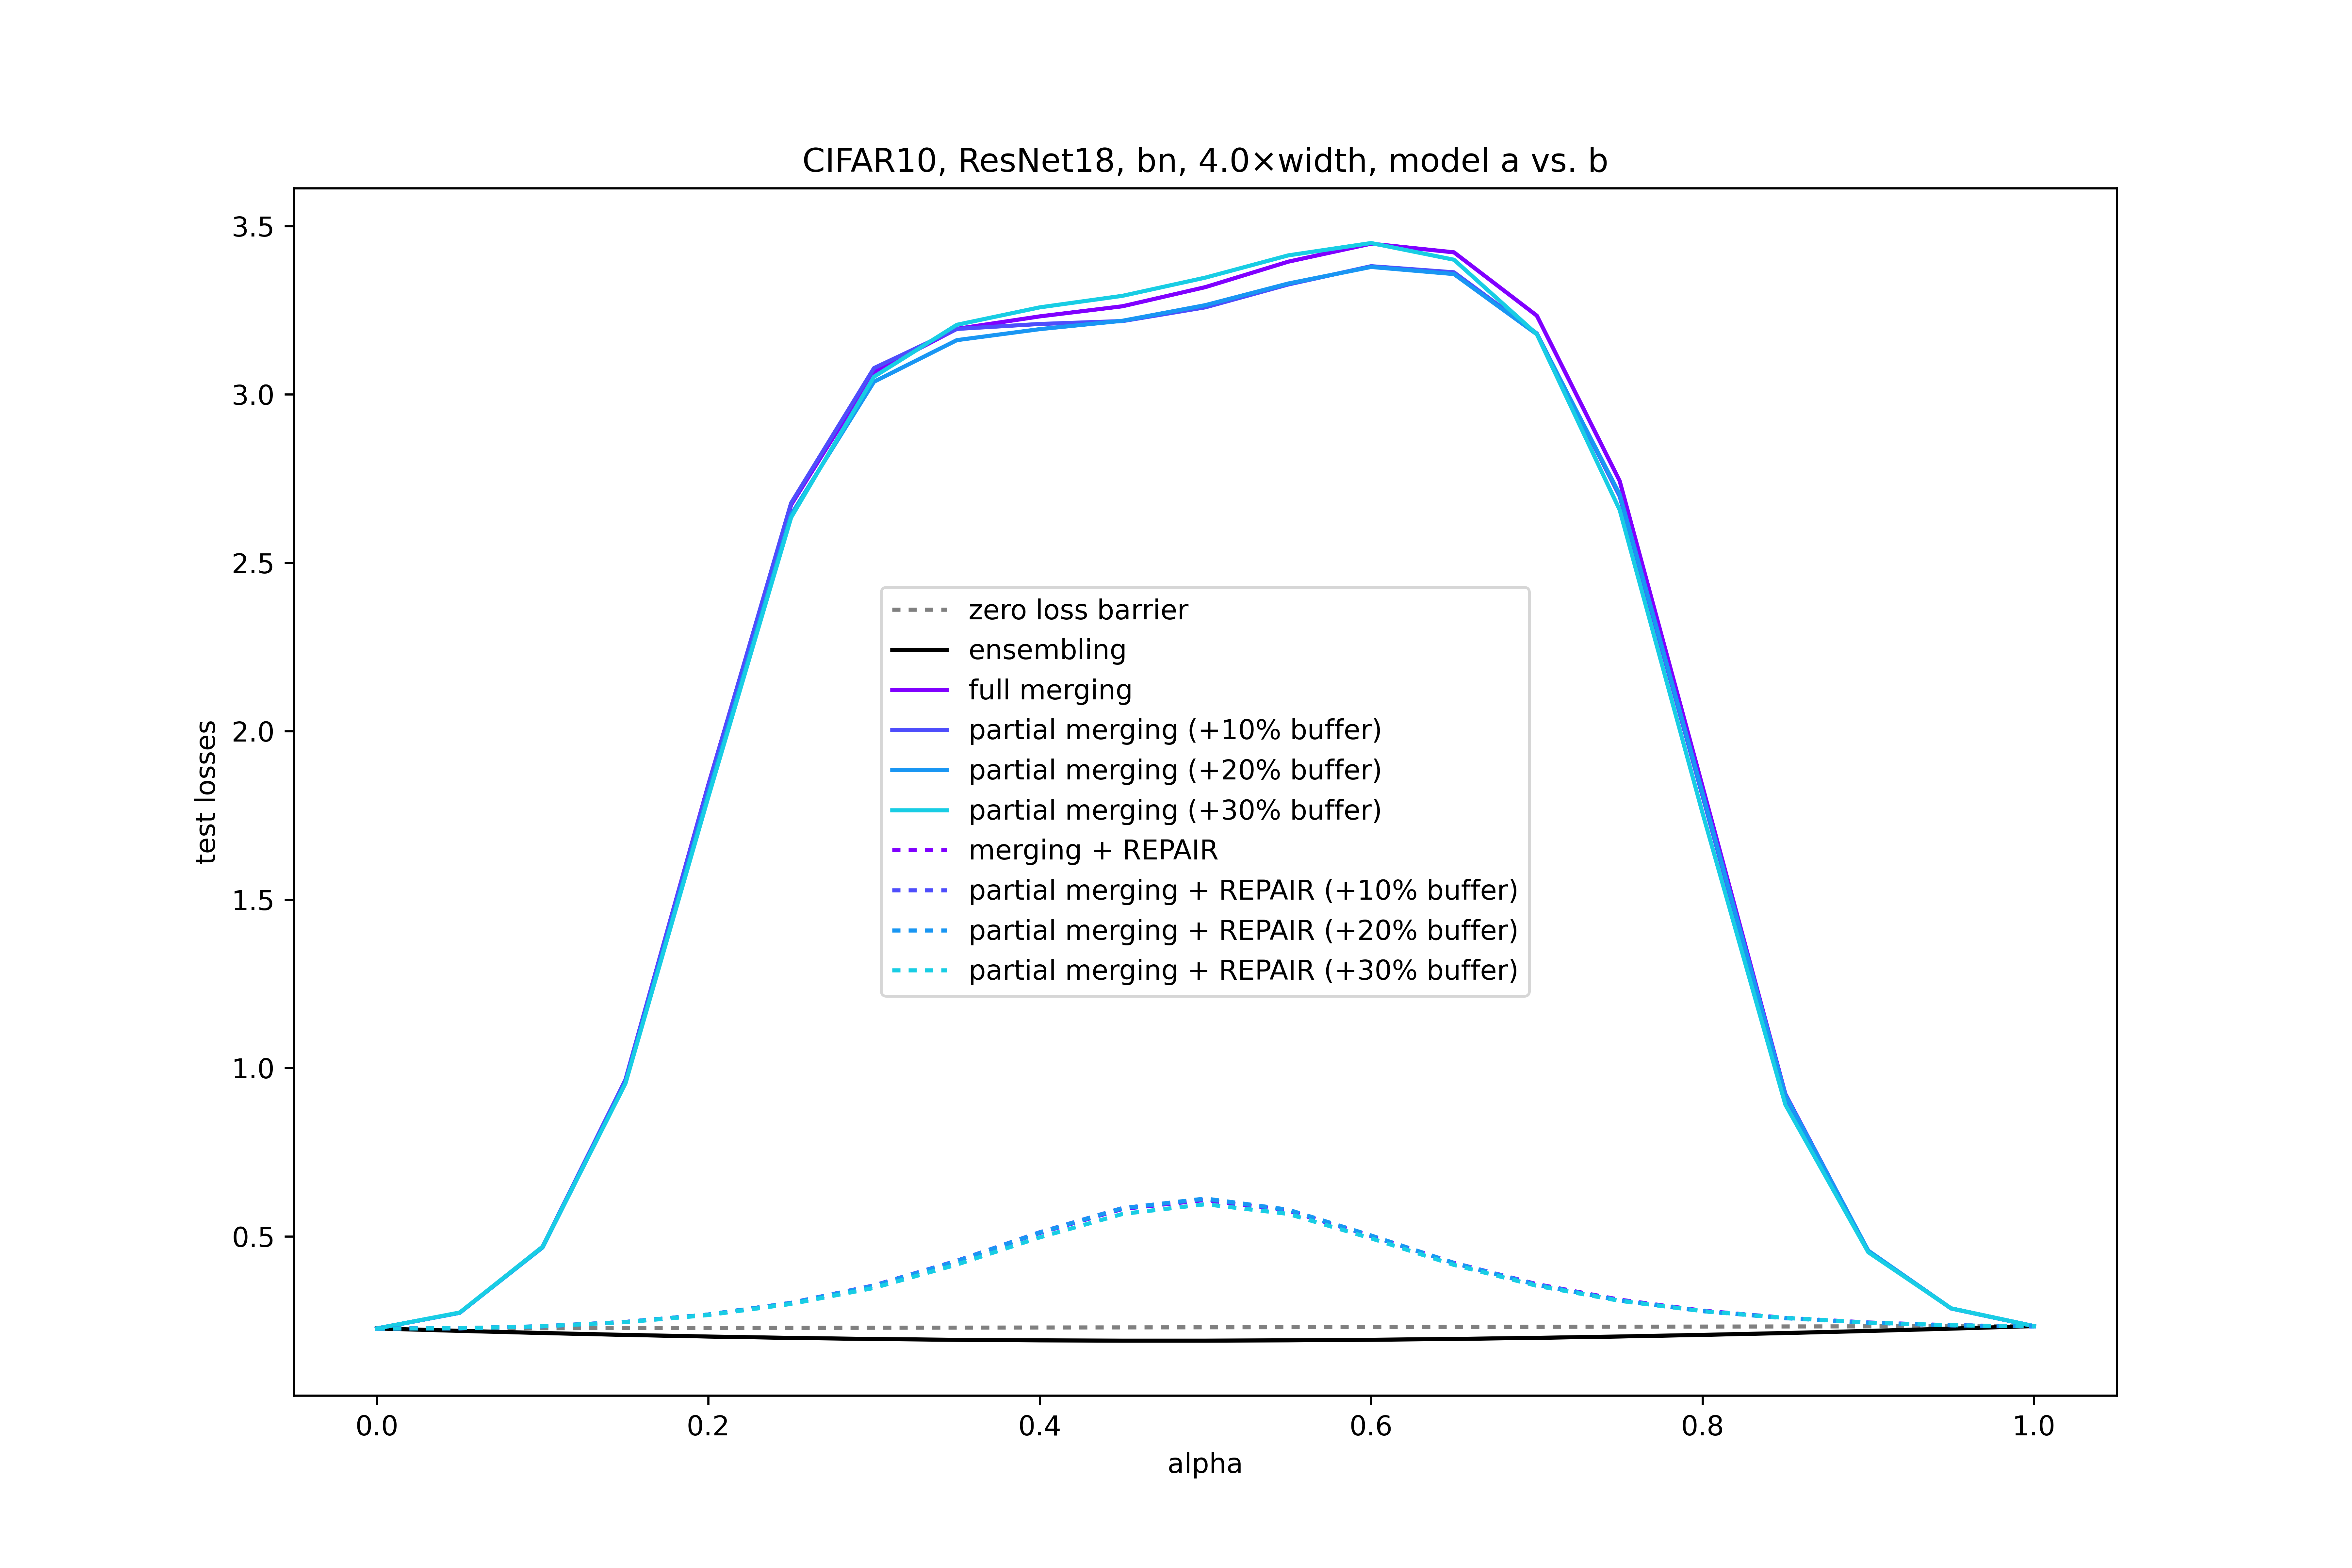 CIFAR10, ResNet18, bn, 4.0×width, model a vs. b
3.5
3.0
2.5
2.0
1.5
1.0
0.5
test losses
zero loss barrier
ensembling
full merging
partial merging (+10% buffer)
partial merging (+20% buffer)
partial merging (+30% buffer)
merging + REPAIR
partial merging + REPAIR (+10% buffer)
partial merging + REPAIR (+20% buffer)
partial merging + REPAIR (+30% buffer)
0.0 0.2 0.4 0.6 0.8 1.0
alpha